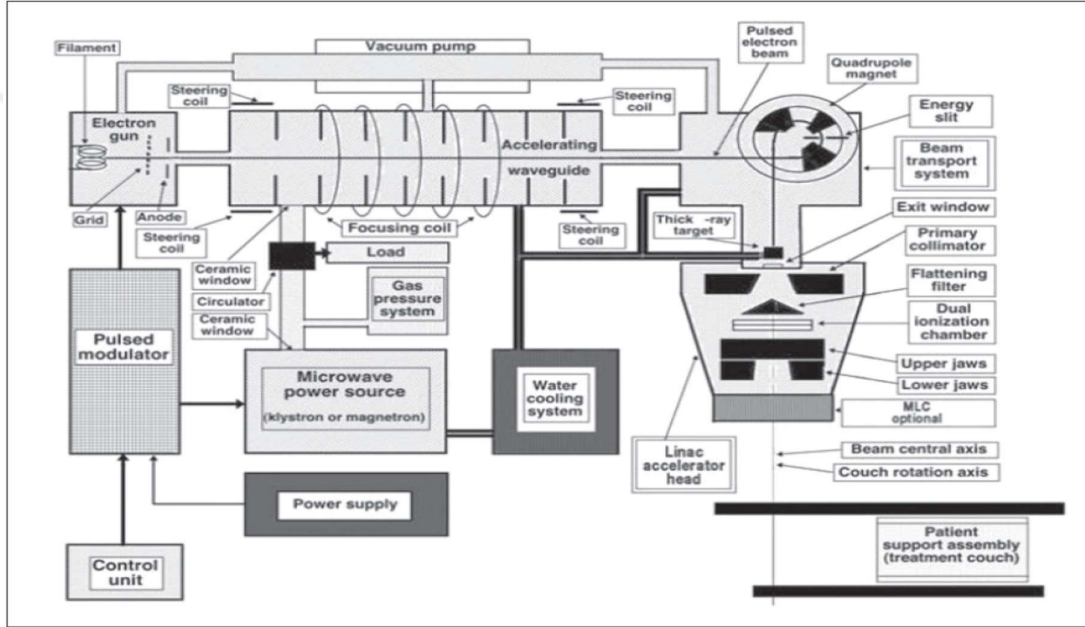 Vacuum pump
Pulsed
electron
beam
Filament
Quadrupole
magnet
Steering
coil
Steering
coil
Energy
slit
Electron
gun
Accelerating
waveguide
Beam
transport
system
Grid
Anode
Steering
coil
Focusing coil
Steering
coil
Thick -ray
target
Exit window
Primary
collimator
Load
Ceramic
window
Circulator
Ceramic
window
Gas
pressure
system
Flattening
filter
Dual
ionization
chamber
Pulsed
modulator
Microwave
power source
(klystron or magnetron)
Water
cooling
system
Upper jaws
Lower jaws
MLC
optional
Linac
accelerator
head
Beam central axis
Couch rotation axis
Power supply
Control
unit
Patient
support assembly
(treatment couch)